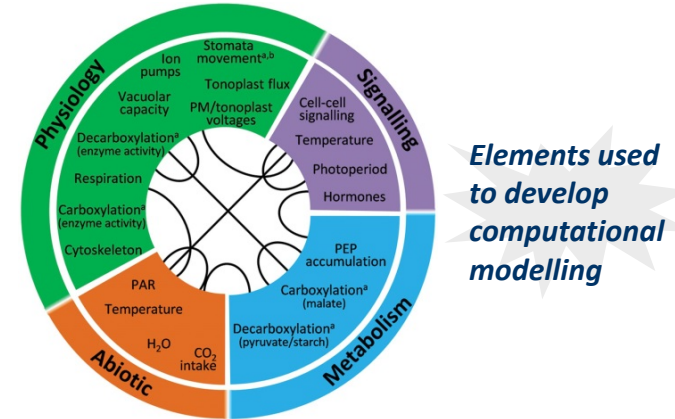 Physiology
Stomata
movementa,b
Ion
pumps
Tonoplast flux
Vacuolar
capacity
PM/tonoplast
voltages
Decarboxylationa
(enzyme activity)
Respiration
Carboxylationa
(enzyme activity)
Cytoskeleton
Signalling
Cell-cell
signalling
Temperature
Photoperiod
Hormones
Metabolism
PEP
accumulation
Carboxylationa
(malate)
Decarboxylationa
(pyruvate/starch)
Abiotic
PAR
Temperature
H2O
CO2
intake
Elements used
to develop
computational
modelling